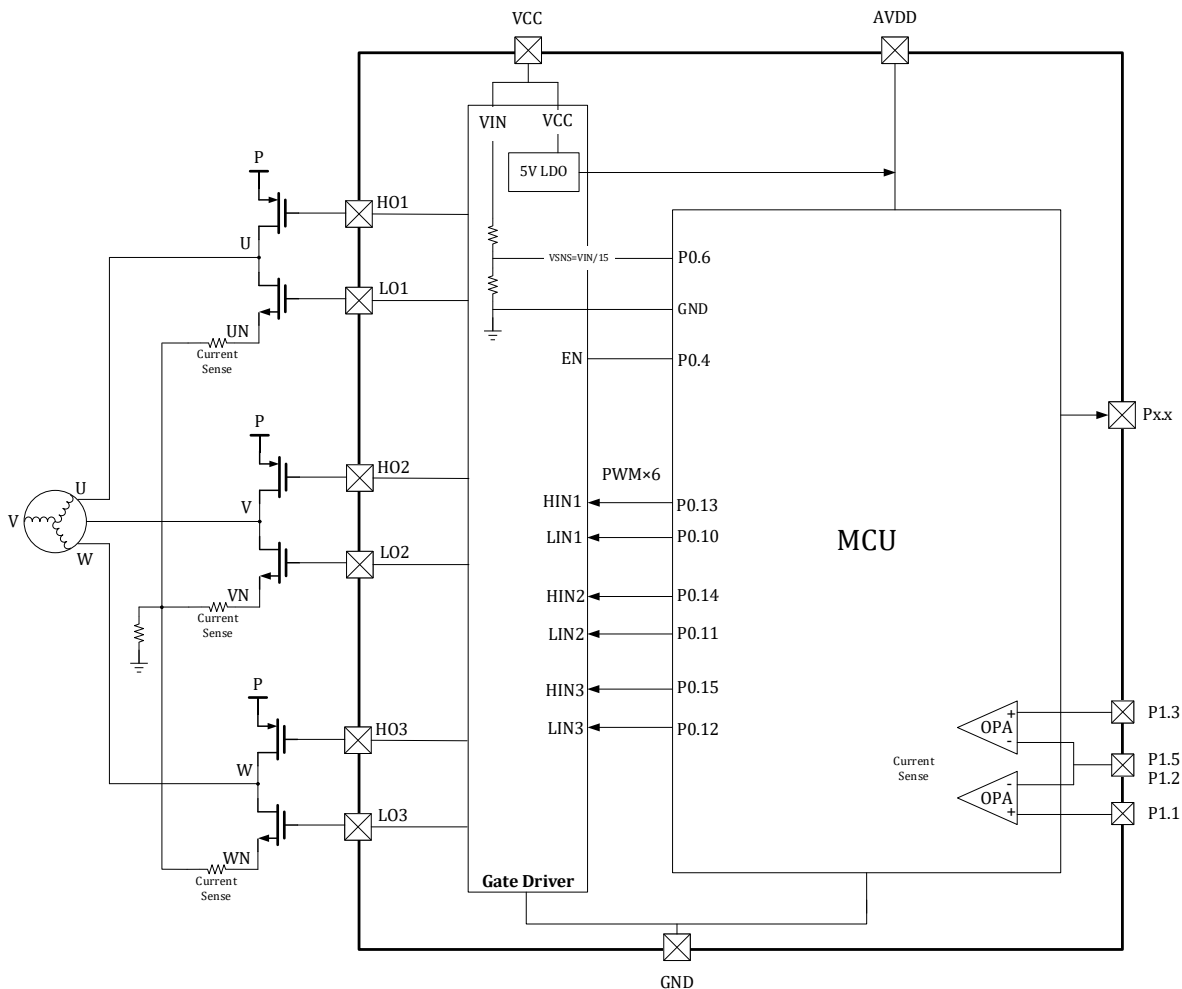 VCC
AVDD
VIN
VCC
5V LDO
P
HO1
U
VSNS=VIN/15
P0.6
LO1
GND
UN
Current
Sense
EN
P0.4
Px.x
P
HO2
PWM×6
U
V
HIN1
P0.13
V
LIN1
P0.10
MCU
W
LO2
VN
Current
Sense
HIN2
P0.14
LIN2
P0.11
P
HIN3
P0.15
HO3
LIN3
P0.12
+
OPA
-
P1.3
W
Current
Sense
P1.5
P1.2
-
OPA
+
P1.1
LO3
WN
Current
Sense
Gate Driver
GND